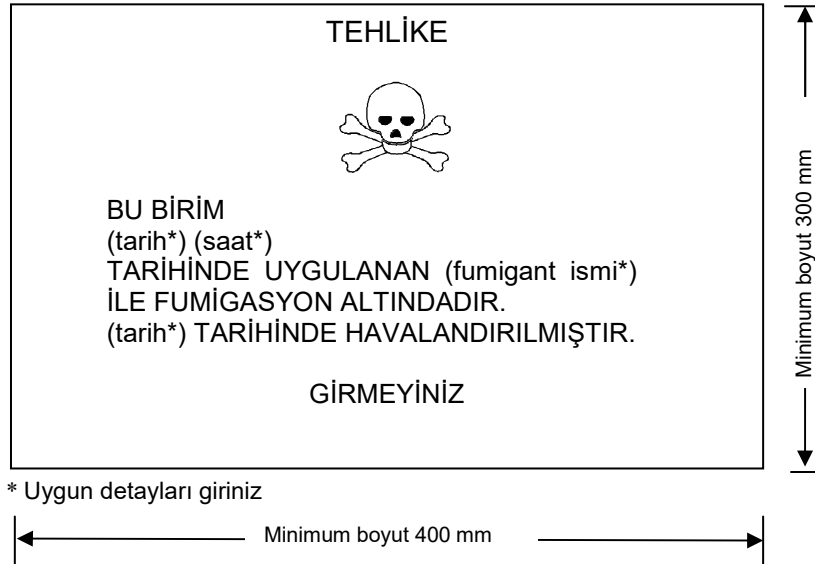 TEHLİKE
BU BİRİM
(tarih*) (saat*)
TARİHİNDE UYGULANAN (fumigant ismi*)
İLE FUMİGASYON ALTINDADIR.
(tarih*) TARİHİNDE HAVALANDIRILMIŞTIR.
GİRMEYİNİZ
Minimum boyut 300 mm
* Uygun detayları giriniz
Minimum boyut 400 mm